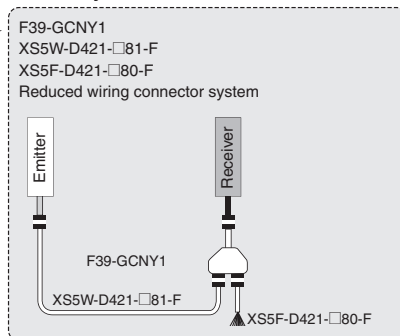 F39-GCNY1
XS5W-D421-□81-F
XS5F-D421-□80-F
Reduced wiring connector system
Emitter
Receiver
F39-GCNY1
XS5W-D421-□81-F
XS5F-D421-□80-F